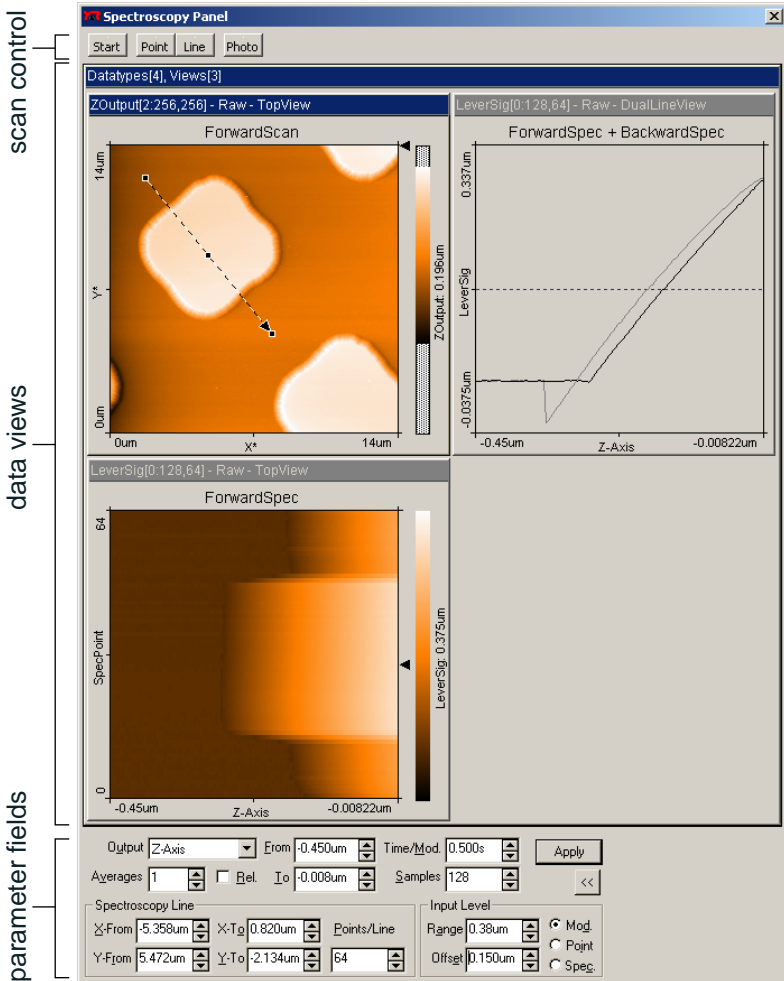 Spectroscopy Panel
scan control
Start Point Line Photo
data views
Datatypes[4], Views[3]
ZOutput[2:256,256] - Raw - TopView
ForwardScan
14um
Y*
0um
0um X* 14um
ZOutput: 0.196um
LeverSig[0:128,64] - Raw - DualLineView
ForwardSpec + BackwardSpec
0.337um
LeverSig
-0.0375um
-0.45um Z-Axis -0.00822um
LeverSig[0:128,64] - Raw - TopView
ForwardSpec
64
SpecPoint
0
-0.45um Z-Axis -0.00822um
LeverSig: 0.375um
parameter fields
Output Z-Axis From -0.450um Time/Mod. 0.500s Apply
Averages 1 Rel. To -0.008um Samples 128 <<
Spectroscopy Line
X-From -5.358um X-To 0.820um Points/Line
Y-From 5.472um Y-To -2.134um 64
Input Level
Range 0.38um Mod.
Point
Offset 0.150um Spec.